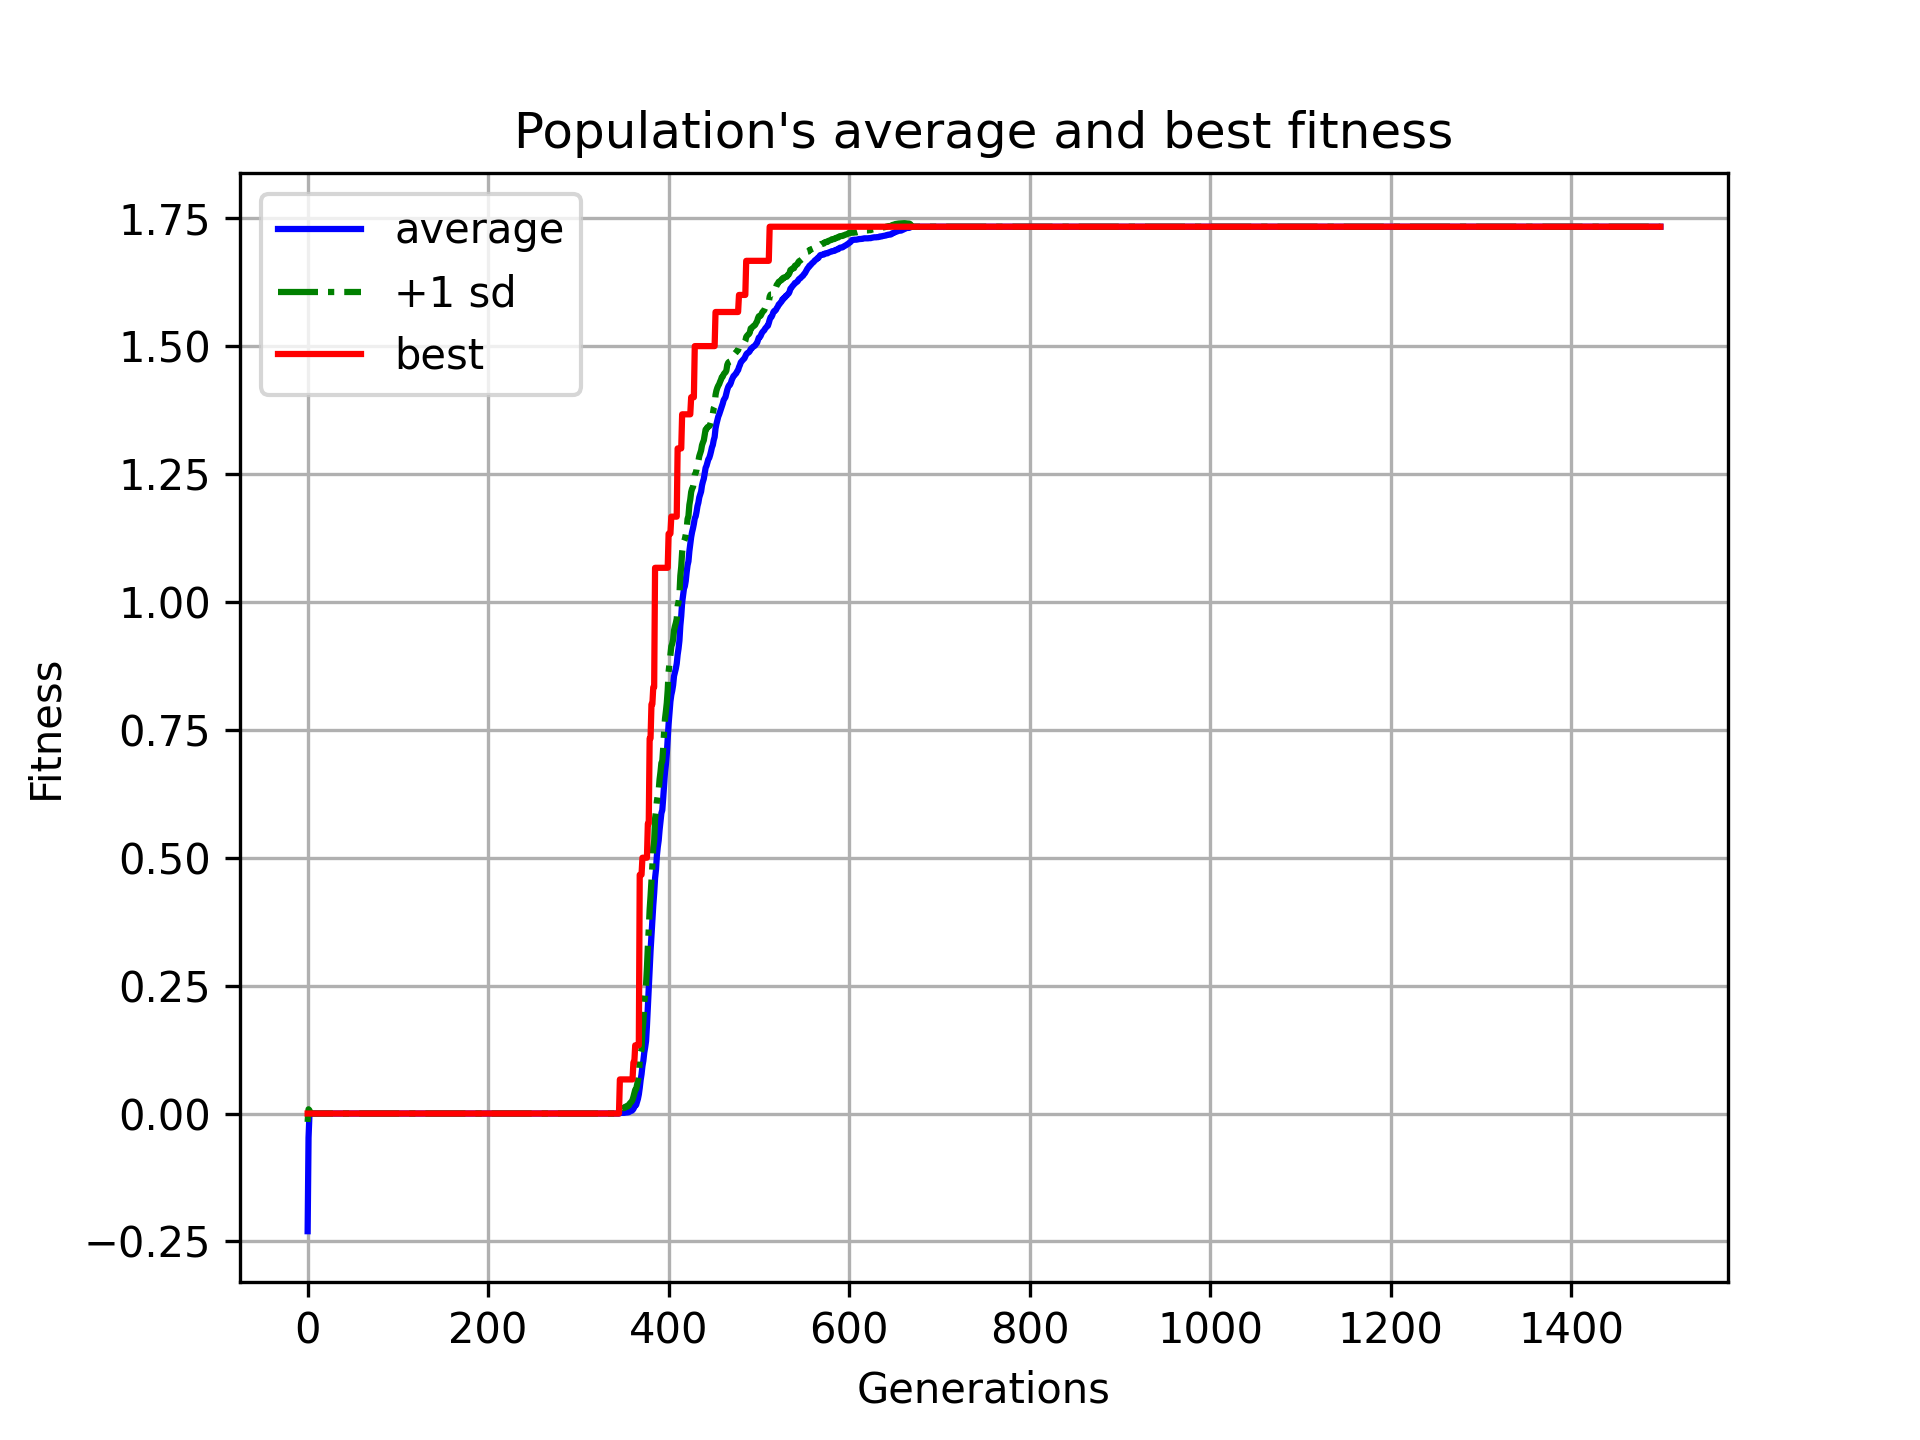 Population's average and best fitness
average
+1 sd
best
1.75
1.50
1.25
1.00
0.75
0.50
0.25
0.00
−0.25
Fitness
0 200 400 600 800 1000 1200 1400
Generations